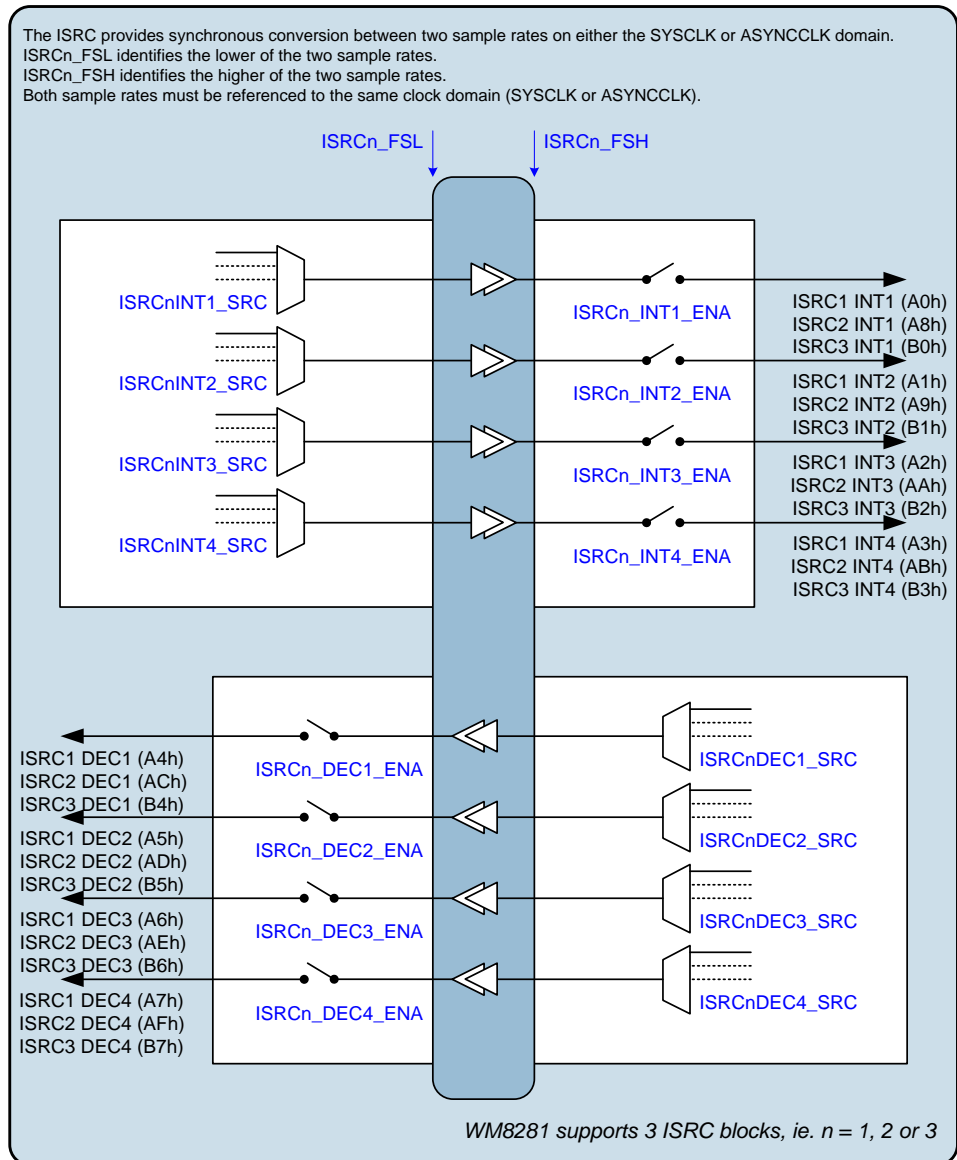 The ISRC provides synchronous conversion between two sample rates on either the SYSCLK or ASYNCCLK domain.
ISRCn_FSL identifies the lower of the two sample rates.
ISRCn_FSH identifies the higher of the two sample rates.
Both sample rates must be referenced to the same clock domain (SYSCLK or ASYNCCLK).
ISRCn_FSL
ISRCn_FSH
ISRCnINT1_SRC
ISRCn_INT1_ENA
ISRC1 INT1 (A0h)
ISRC2 INT1 (A8h)
ISRC3 INT1 (B0h)
ISRCnINT2_SRC
ISRCn_INT2_ENA
ISRC1 INT2 (A1h)
ISRC2 INT2 (A9h)
ISRC3 INT2 (B1h)
ISRCnINT3_SRC
ISRCn_INT3_ENA
ISRC1 INT3 (A2h)
ISRC2 INT3 (AAh)
ISRC3 INT3 (B2h)
ISRCnINT4_SRC
ISRCn_INT4_ENA
ISRC1 INT4 (A3h)
ISRC2 INT4 (ABh)
ISRC3 INT4 (B3h)
ISRC1 DEC1 (A4h)
ISRC2 DEC1 (ACh)
ISRC3 DEC1 (B4h)
ISRCn_DEC1_ENA
ISRCnDEC1_SRC
ISRC1 DEC2 (A5h)
ISRC2 DEC2 (ADh)
ISRC3 DEC2 (B5h)
ISRCn_DEC2_ENA
ISRCnDEC2_SRC
ISRC1 DEC3 (A6h)
ISRC2 DEC3 (AEh)
ISRC3 DEC3 (B6h)
ISRCn_DEC3_ENA
ISRCnDEC3_SRC
ISRC1 DEC4 (A7h)
ISRC2 DEC4 (AFh)
ISRC3 DEC4 (B7h)
ISRCn_DEC4_ENA
ISRCnDEC4_SRC
WM8281 supports 3 ISRC blocks, ie. n = 1, 2 or 3